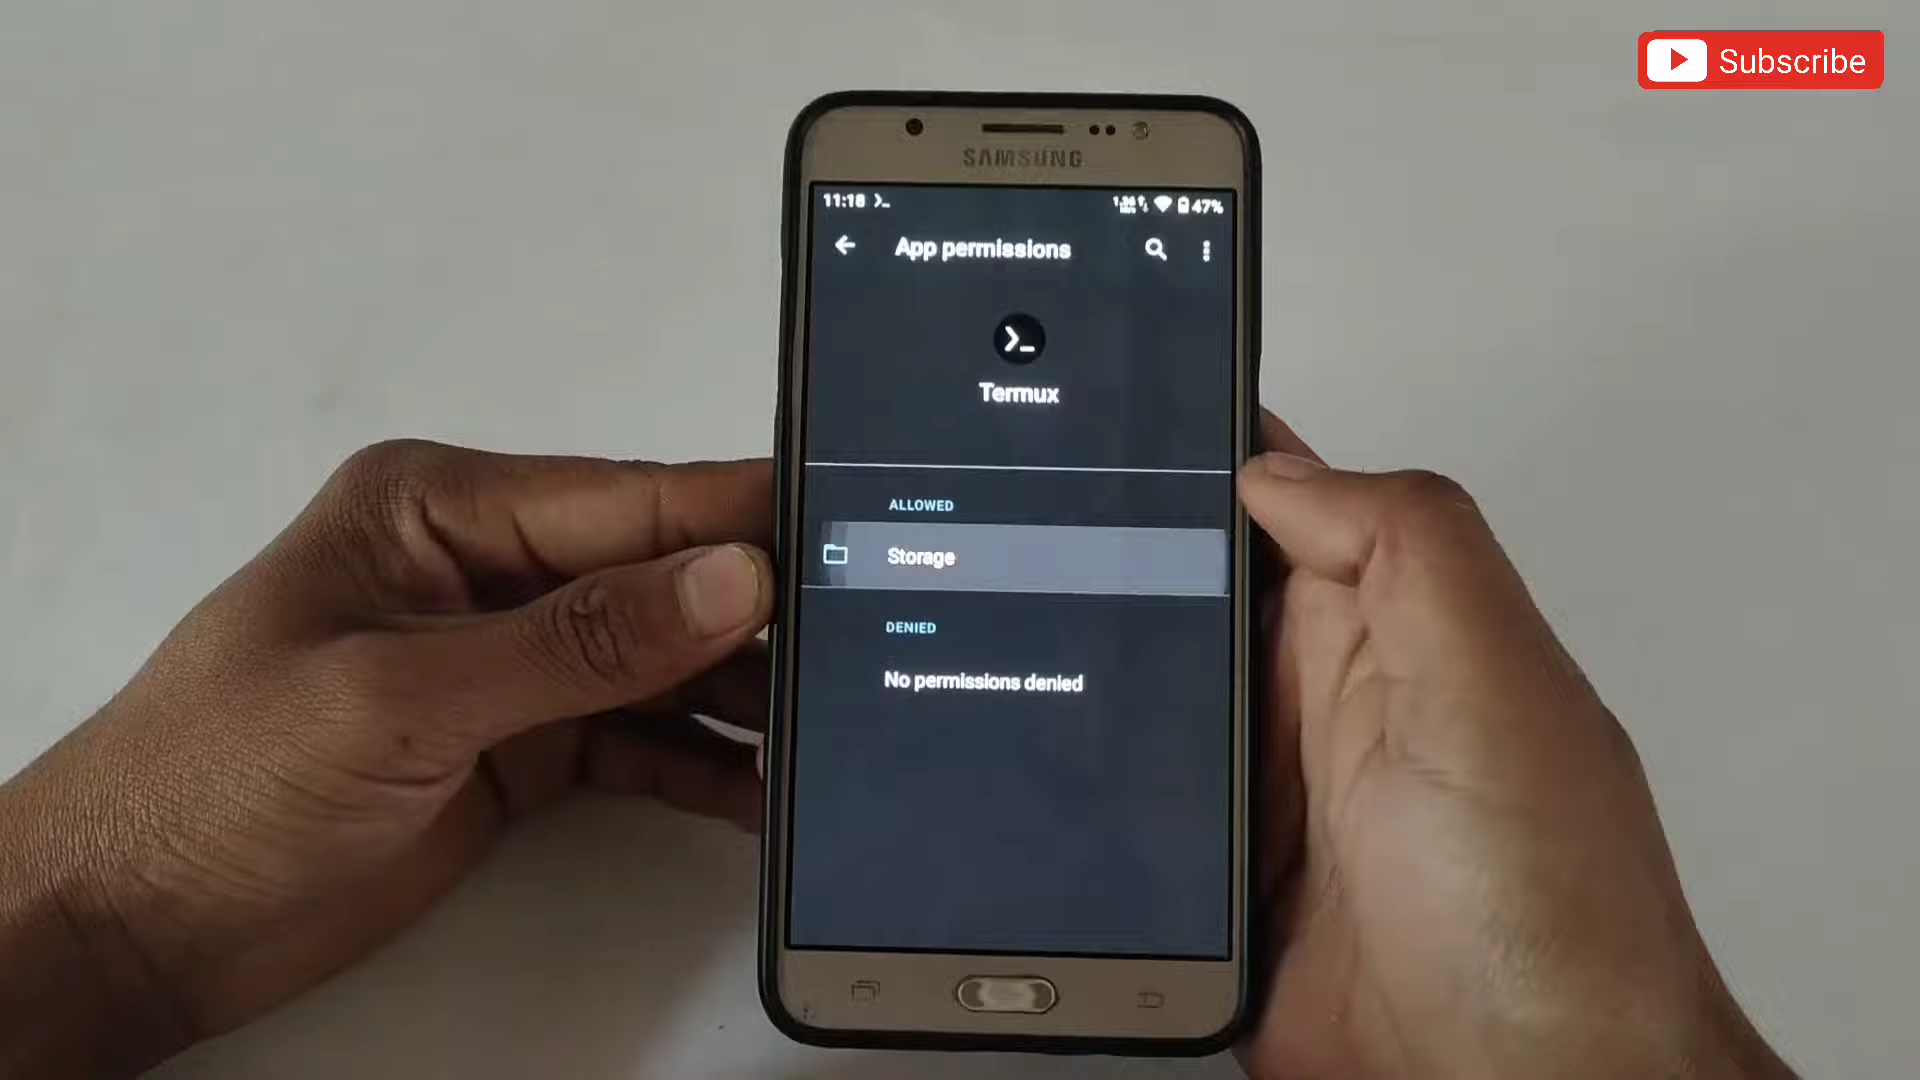 Subscribe
SAMSUNG
11:18
47%
App permissions
Termux
ALLOWED
Storage
DENIED
No permissions denied